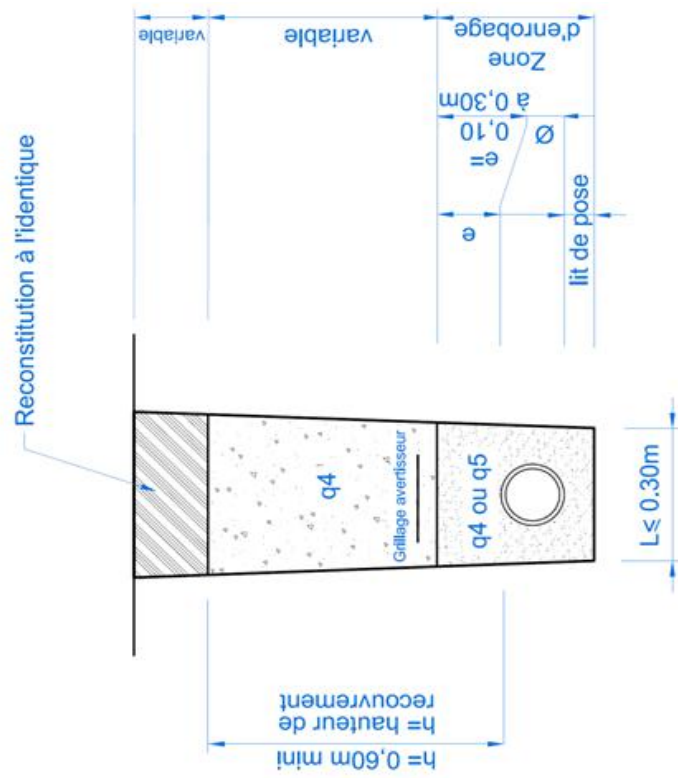 Reconstitution à l'identique
variable
variable
Zone
d'enrobage
e
e=
0,10
à 0,30m
Ø
lit de pose
q4
Grillage avertisseur
q4 ou q5
L≤ 0.30m
h= 0,60m mini
h= hauteur de
recouvrement